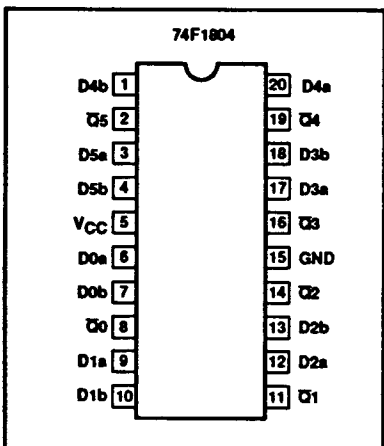 74F1804
D4b 1 20 D4a
Q̅5 2 19 Q̅4
D5a 3 18 D3b
D5b 4 17 D3a
VCC 5 16 Q̅3
D0a 6 15 GND
D0b 7 14 Q̅2
Q̅0 8 13 D2b
D1a 9 12 D2a
D1b 10 11 Q̅1